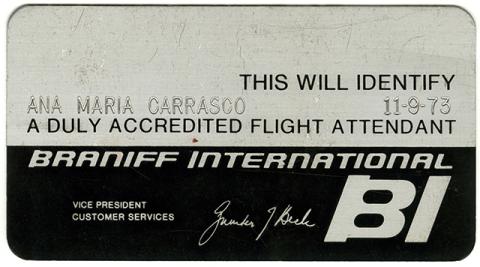 THIS WILL IDENTIFY
ANA MARIA CARRASCO 11-9-73
A DULY ACCREDITED FLIGHT ATTENDANT
BRANIFF INTERNATIONAL
VICE PRESIDENT
CUSTOMER SERVICES
BI